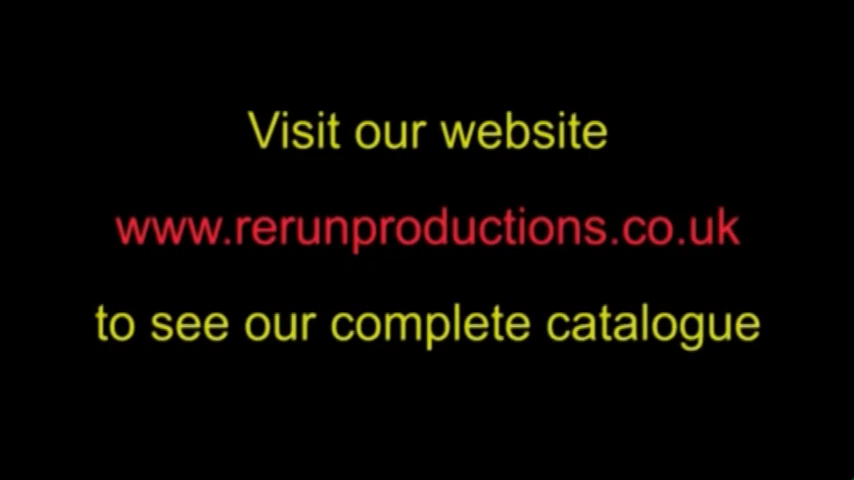 Visit our website
www.rerunproductions.co.uk
to see our complete catalogue